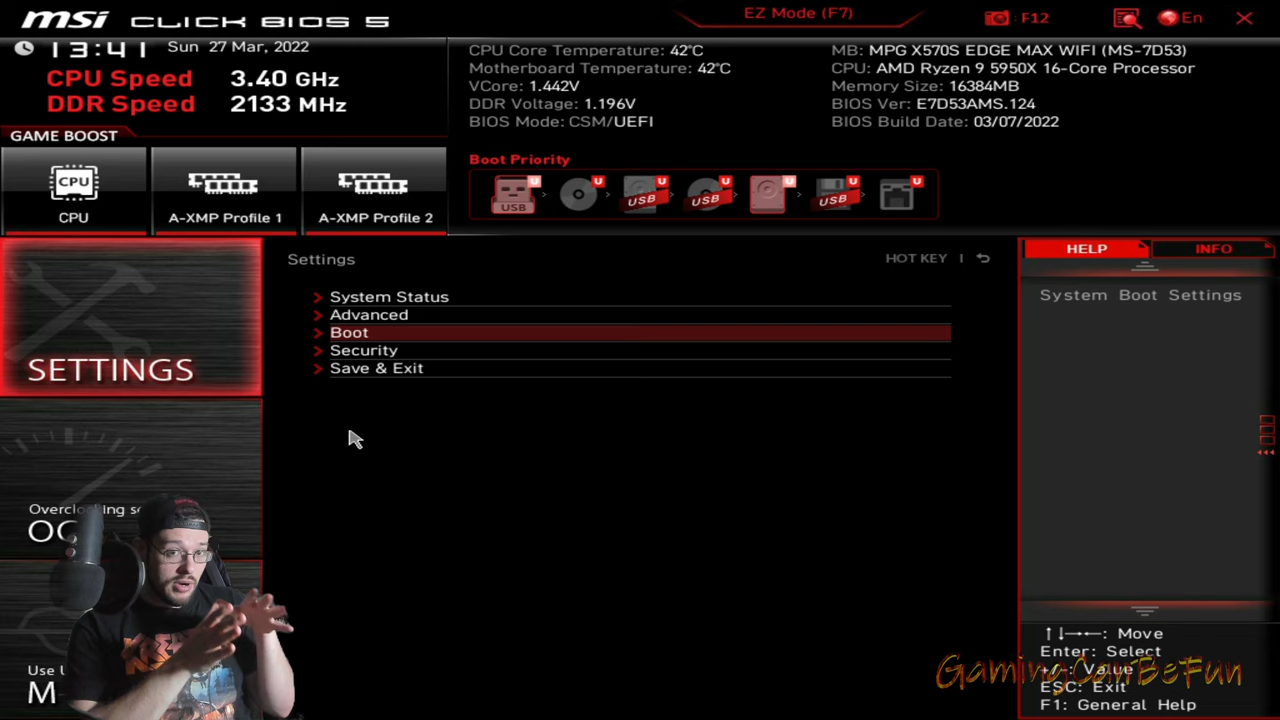 msi CLICK BIOS 5
EZ Mode (F7)
: F12
En
13:41 Sun 27 Mar, 2022
CPU Speed 3.40 GHz
DDR Speed 2133 MHz
CPU Core Temperature: 42°C
Motherboard Temperature: 42°C
VCore: 1.442V
DDR Voltage: 1.196V
BIOS Mode: CSM/UEFI
MB: MPG X570S EDGE MAX WIFI (MS-7D53)
CPU: AMD Ryzen 9 5950X 16-Core Processor
Memory Size: 16384MB
BIOS Ver: E7D53AMS.124
BIOS Build Date: 03/07/2022
GAME BOOST
CPU
CPU
A-XMP Profile 1
A-XMP Profile 2
Boot Priority
U U U U U U U
USB USB USB USB
SETTINGS
Settings
HOT KEY |
> System Status
> Advanced
> Boot
> Security
> Save & Exit
HELP INFO
System Boot Settings
Overclocking se
OC
Use
M
↑↓→←: Move
Enter: Select
+/-: Value
ESC: Exit
F1: General Help
GamingCanBeFun